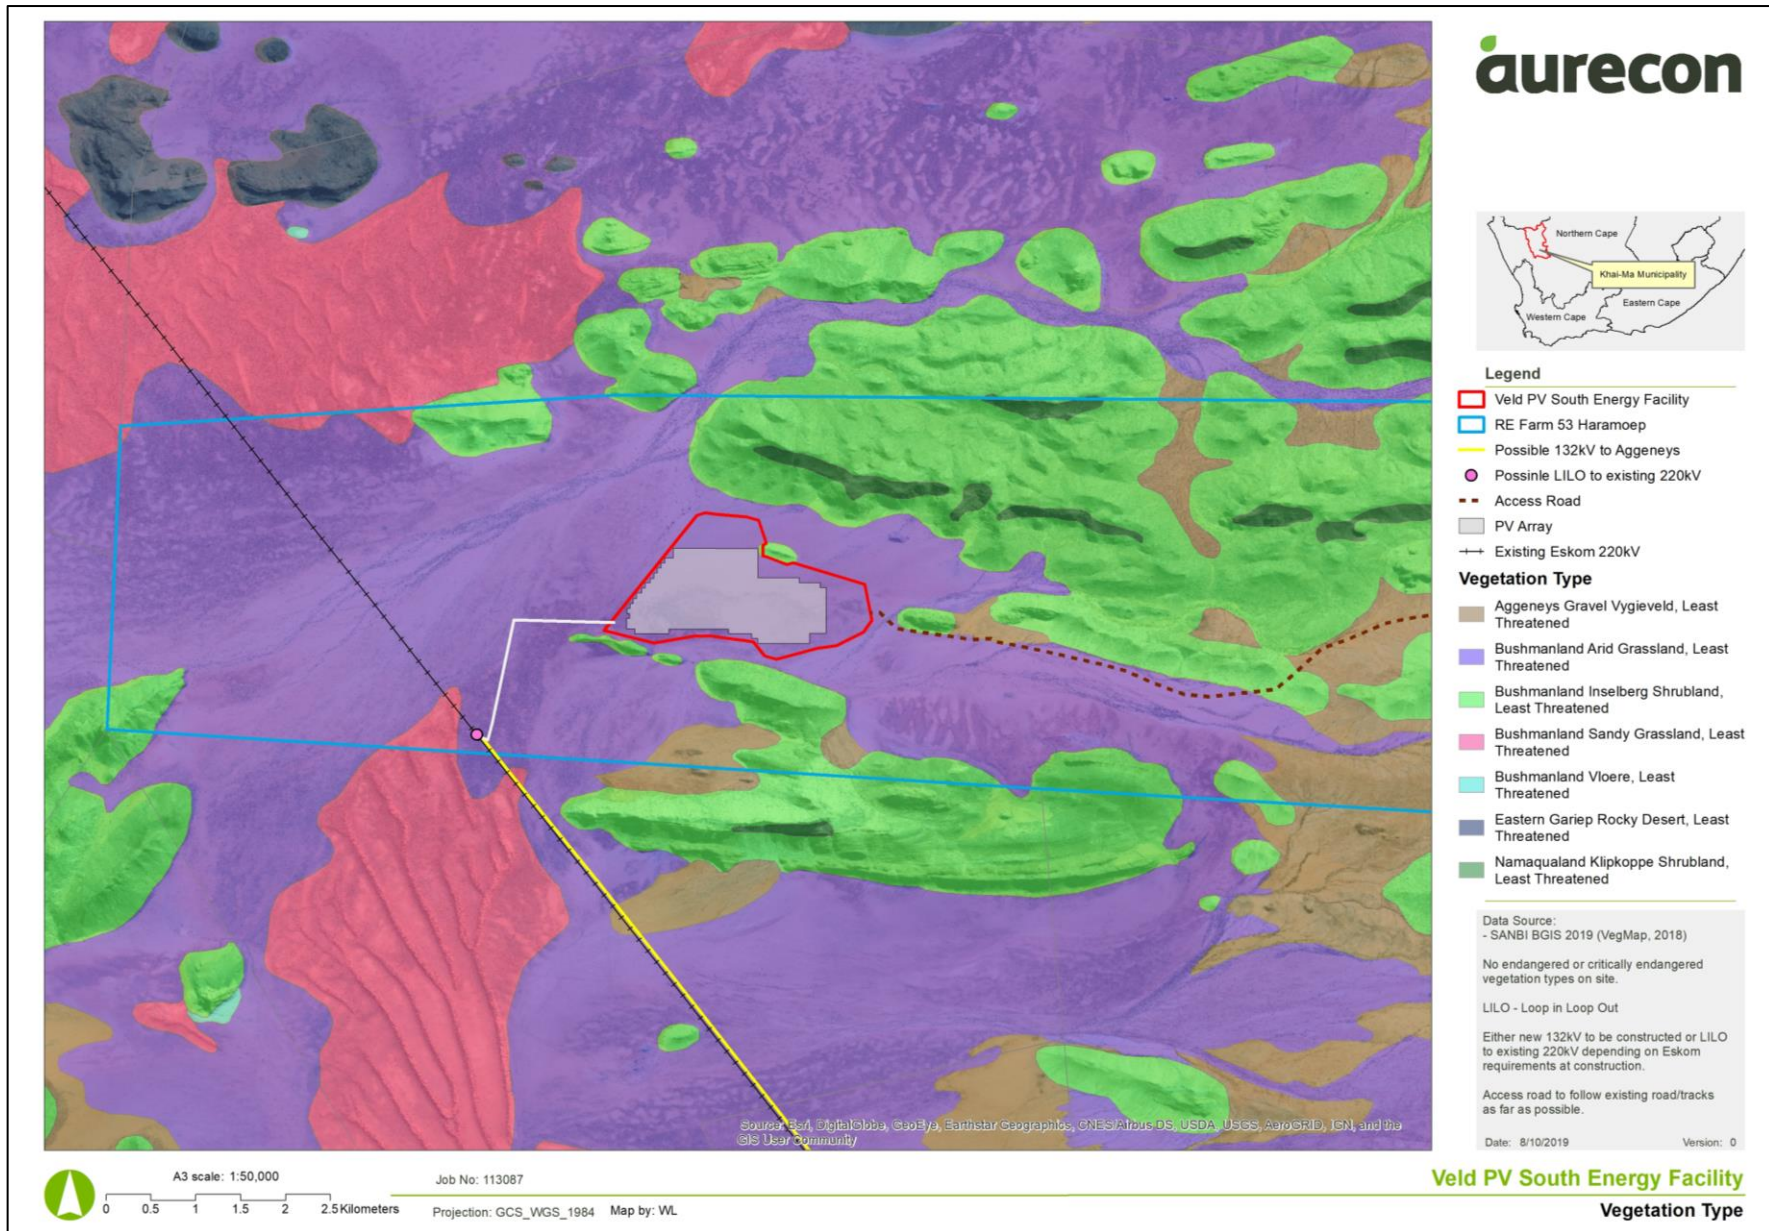 aurecon
Northern Cape
Khai-Ma Municipality
Eastern Cape
Western Cape
Legend
Veld PV South Energy Facility
RE Farm 53 Haramoep
Possible 132kV to Aggeneys
Possinle LILO to existing 220kV
Access Road
PV Array
Existing Eskom 220kV
Vegetation Type
Aggeneys Gravel Vygieveld, Least
Threatened
Bushmanland Arid Grassland, Least
Threatened
Bushmanland Inselberg Shrubland,
Least Threatened
Bushmanland Sandy Grassland, Least
Threatened
Bushmanland Vloere, Least
Threatened
Eastern Gariep Rocky Desert, Least
Threatened
Namaqualand Klipkoppe Shrubland,
Least Threatened
Data Source:
- SANBI BGIS 2019 (VegMap, 2018)
No endangered or critically endangered
vegetation types on site.
LILO - Loop in Loop Out
Either new 132kV to be constructed or LILO
to existing 220kV depending on Eskom
requirements at construction.
Access road to follow existing road/tracks
as far as possible.
Date: 8/10/2019 Version: 0
Source: Esri, DigitalGlobe, GeoEye, Earthstar Geographics, CNES/Airbus DS, USDA, USGS, AeroGRID, IGN, and the
GIS User Community
A3 scale: 1:50,000
0 0.5 1 1.5 2 2.5 Kilometers
Job No: 113087
Projection: GCS_WGS_1984 Map by: WL
Veld PV South Energy Facility
Vegetation Type